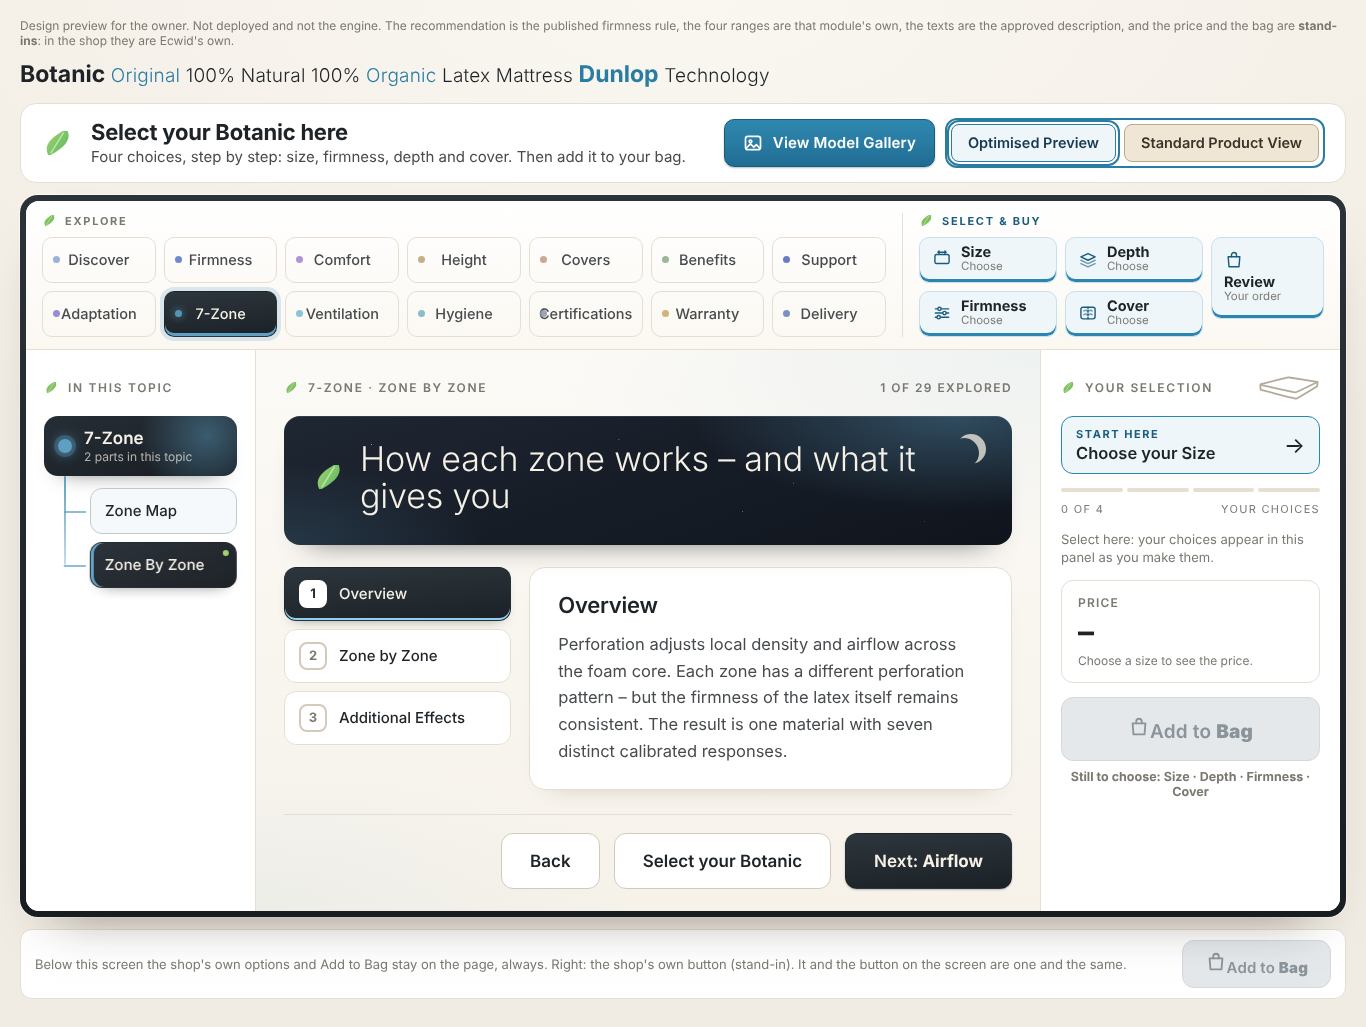 Design preview for the owner. Not deployed and not the engine. The recommendation is the published firmness rule, the four ranges are that module's own, the texts are the approved description, and the price and the bag are stand-
ins: in the shop they are Ecwid's own.
Botanic Original 100% Natural 100% Organic Latex Mattress Dunlop Technology
Select your Botanic here
Four choices, step by step: size, firmness, depth and cover. Then add it to your bag.
View Model Gallery
Optimised Preview
Standard Product View
EXPLORE
Discover
Firmness
Comfort
Height
Covers
Benefits
Support
Adaptation
7-Zone
Ventilation
Hygiene
Certifications
Warranty
Delivery
SELECT & BUY
Size
Choose
Depth
Choose
Firmness
Choose
Cover
Choose
Review
Your order
IN THIS TOPIC
7-Zone
2 parts in this topic
Zone Map
Zone By Zone
7-ZONE · ZONE BY ZONE
1 OF 29 EXPLORED
How each zone works – and what it
gives you
1 Overview
2 Zone by Zone
3 Additional Effects
Overview
Perforation adjusts local density and airflow across
the foam core. Each zone has a different perforation
pattern – but the firmness of the latex itself remains
consistent. The result is one material with seven
distinct calibrated responses.
Back
Select your Botanic
Next: Airflow
YOUR SELECTION
START HERE
Choose your Size
0 OF 4
YOUR CHOICES
Select here: your choices appear in this
panel as you make them.
PRICE
–
Choose a size to see the price.
Add to Bag
Still to choose: Size · Depth · Firmness ·
Cover
Below this screen the shop's own options and Add to Bag stay on the page, always. Right: the shop's own button (stand-in). It and the button on the screen are one and the same.
Add to Bag